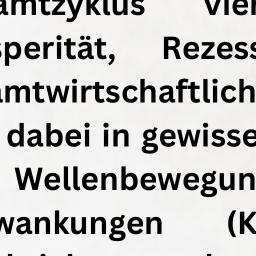 amtzyklus vier
sperität, Rezess
amtwirtschaftlich
dabei in gewisse
Wellenbewegun
wankungen (K